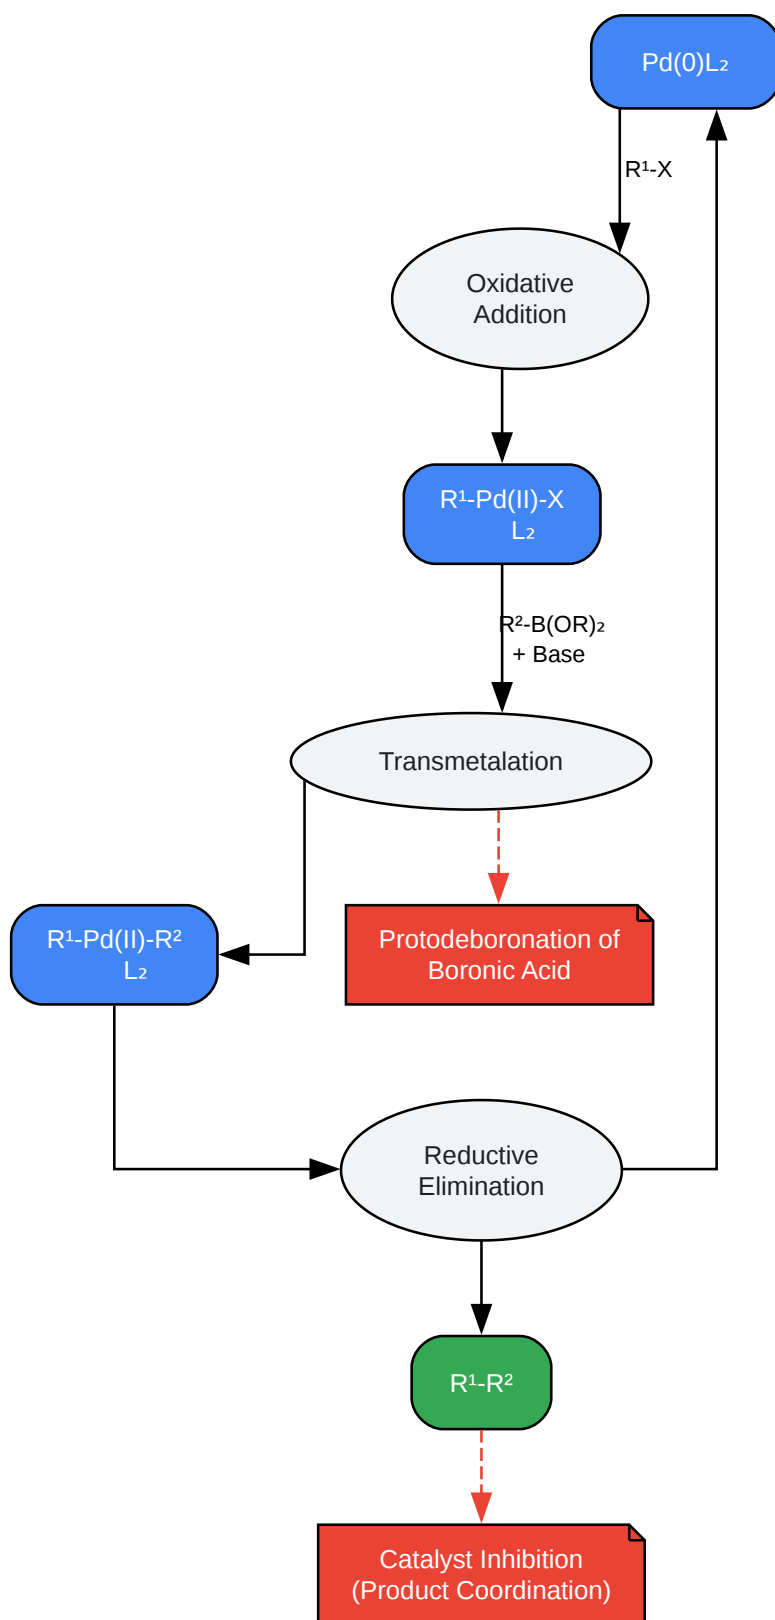 Pd(0)L₂
R¹-X
Oxidative
Addition
R¹-Pd(II)-X
L₂
R²-B(OR)₂
+ Base
Transmetalation
R¹-Pd(II)-R²
L₂
Protodeboronation of
Boronic Acid
Reductive
Elimination
R¹-R²
Catalyst Inhibition
(Product Coordination)